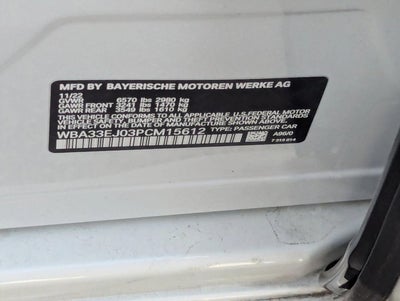 MFD BY BAYERISCHE MOTOREN WERKE AG
11/22
GVWR 6570 lbs 2980 kg
GAWR FRONT 3241 lbs 1470 kg
GAWR REAR 3549 lbs 1610 kg
THIS VEHICLE CONFORMS TO ALL APPLICABLE U.S. FEDERAL MOTOR
VEHICLE SAFETY, BUMPER AND THEFT PREVENTION STANDARDS
IN EFFECT ON THE DATE OF MANUFACTURE SHOWN ABOVE.
WBA33EJ03PCM15612 TYPE: PASSENGER CAR
A96/0